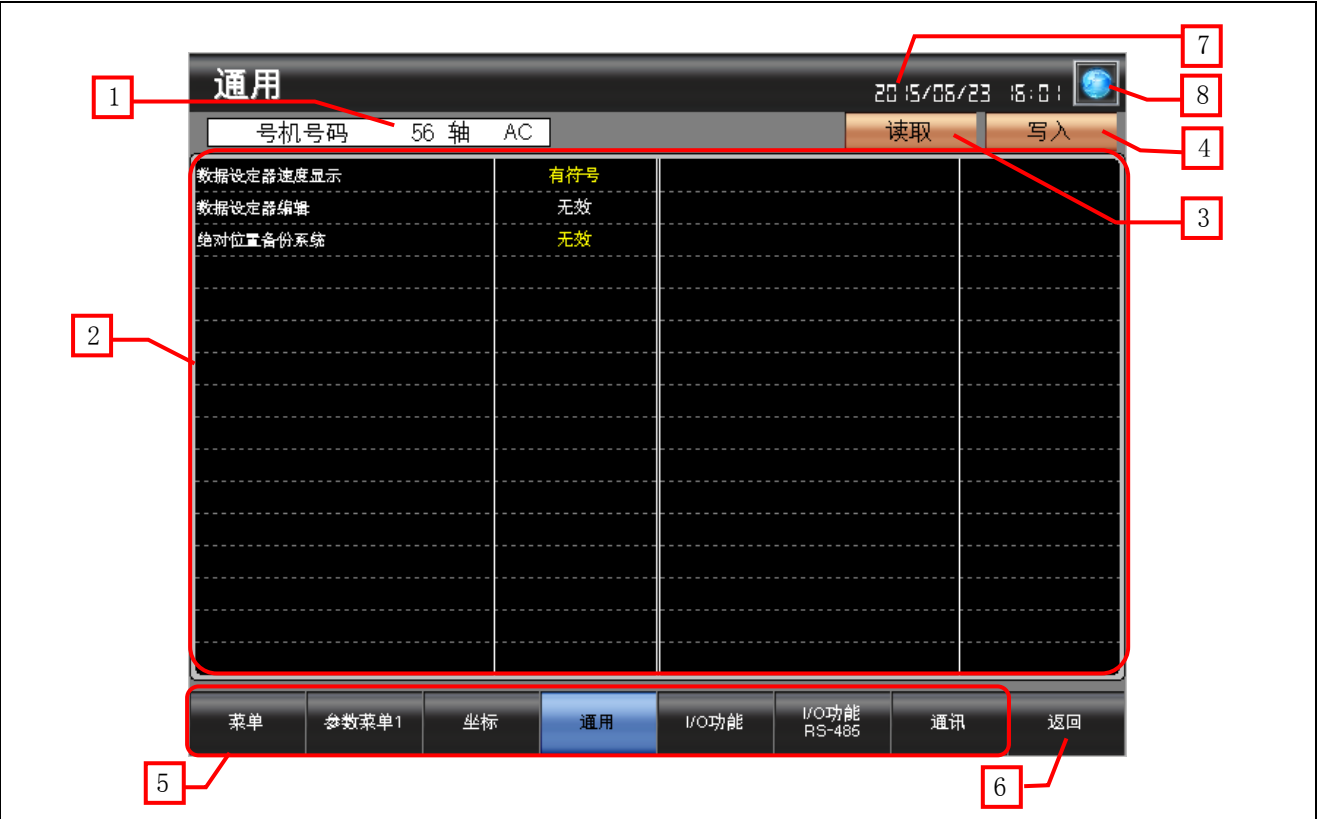 7
通用
2015/06/23 16:01
1
8
号机号码 56 轴 AC
读取
写入
4
数据设定器速度显示 有符号
数据设定器编辑 无效
3
绝对位置备份系统 无效
2
菜单
参数菜单1
坐标
通用
I/O功能
I/O功能
RS-485
通讯
返回
5
6